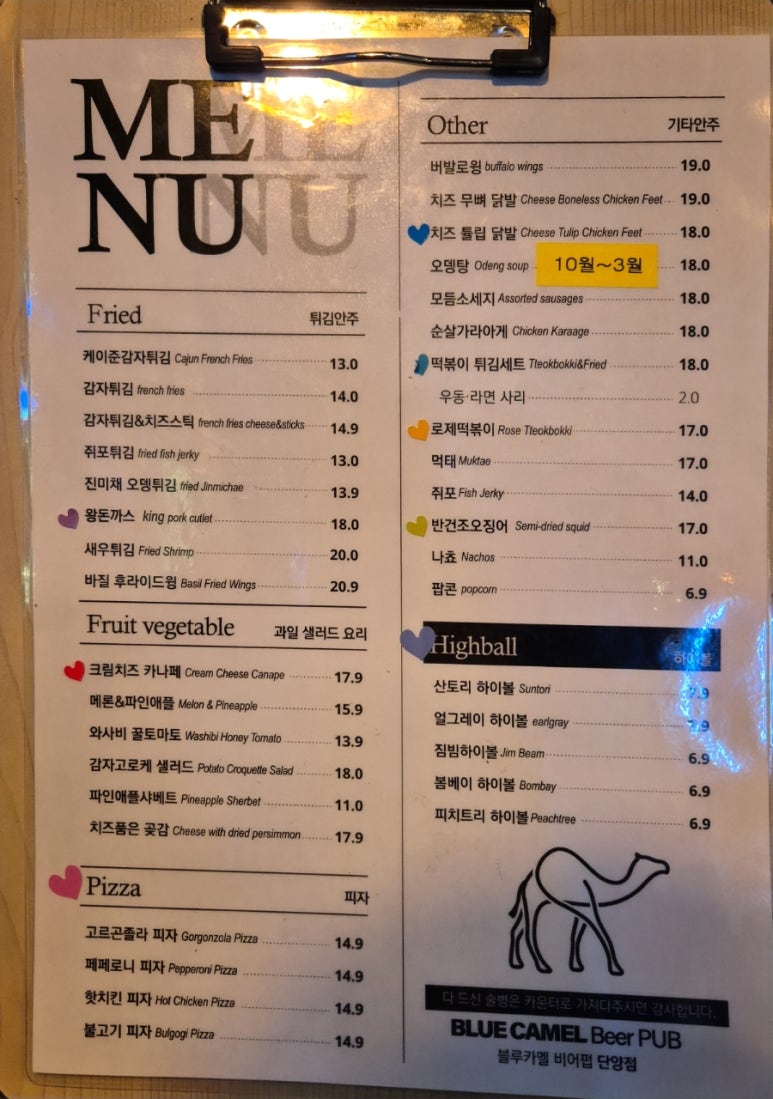 ME
NU
Fried 튀김안주
케이준감자튀김 Cajun French Fries 13.0
감자튀김 french fries 14.0
감자튀김&치즈스틱 french fries cheese&sticks 14.9
쥐포튀김 fried fish jerky 13.0
진미채 오뎅튀김 fried Jinmichae 13.9
왕돈까스 king pork cutlet 18.0
새우튀김 Fried Shrimp 20.0
바질 후라이드윙 Basil Fried Wings 20.9
Fruit vegetable 과일 샐러드 요리
크림치즈 카나페 Cream Cheese Canape 17.9
메론&파인애플 Melon & Pineapple 15.9
와사비 꿀토마토 Washibi Honey Tomato 13.9
감자고로케 샐러드 Potato Croquette Salad 18.0
파인애플샤베트 Pineapple Sherbet 11.0
치즈품은 곶감 Cheese with dried persimmon 17.9
Pizza 피자
고르곤졸라 피자 Gorgonzola Pizza 14.9
페페로니 피자 Pepperoni Pizza 14.9
핫치킨 피자 Hot Chicken Pizza 14.9
불고기 피자 Bulgogi Pizza 14.9
Other 기타안주
버발로윙 buffalo wings 19.0
치즈 무뼈 닭발 Cheese Boneless Chicken Feet 19.0
치즈 튤립 닭발 Cheese Tulip Chicken Feet 18.0
오뎅탕 Odeng soup 10월~3월 18.0
모듬소세지 Assorted sausages 18.0
순살가라아게 Chicken Karaage 18.0
떡볶이 튀김세트 Tteokbokki&Fried 18.0
우동·라면 사리 2.0
로제떡볶이 Rose Tteokbokki 17.0
먹태 Muktae 17.0
쥐포 Fish Jerky 14.0
반건조오징어 Semi-dried squid 17.0
나쵸 Nachos 11.0
팝콘 popcorn 6.9
Highball 하이볼
산토리 하이볼 Suntori 7.9
얼그레이 하이볼 earlgray
짐빔하이볼 Jim Beam 6.9
봄베이 하이볼 Bombay 6.9
피치트리 하이볼 Peachtree 6.9
다 드신 술병은 카운터로 가져다주시면 감사합니다.
BLUE CAMEL Beer PUB
블루카멜 비어펍 단양점